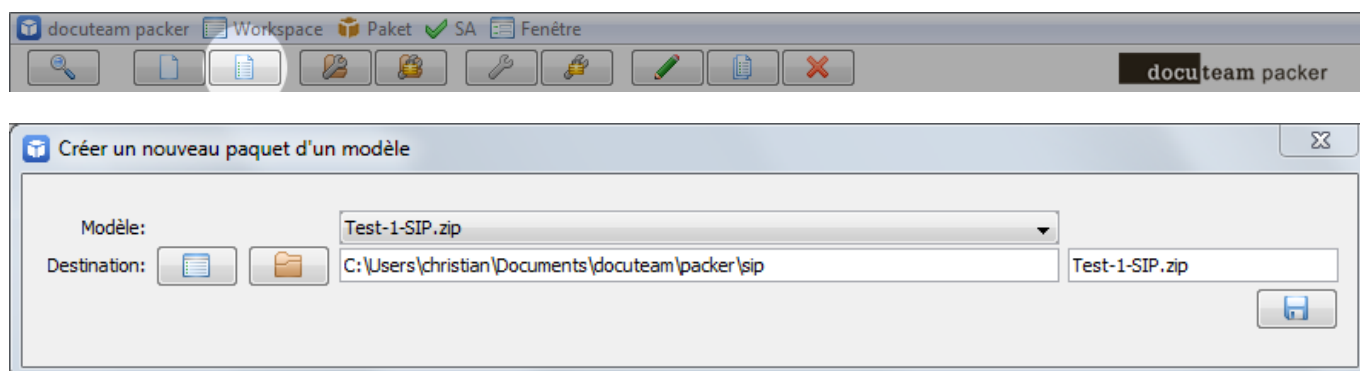 docuteam packer Workspace Paket SA Fenêtre
docuteam packer
Créer un nouveau paquet d'un modèle
Modèle: Test-1-SIP.zip
Destination: C:\Users\christian\Documents\docuteam\packer\sip Test-1-SIP.zip